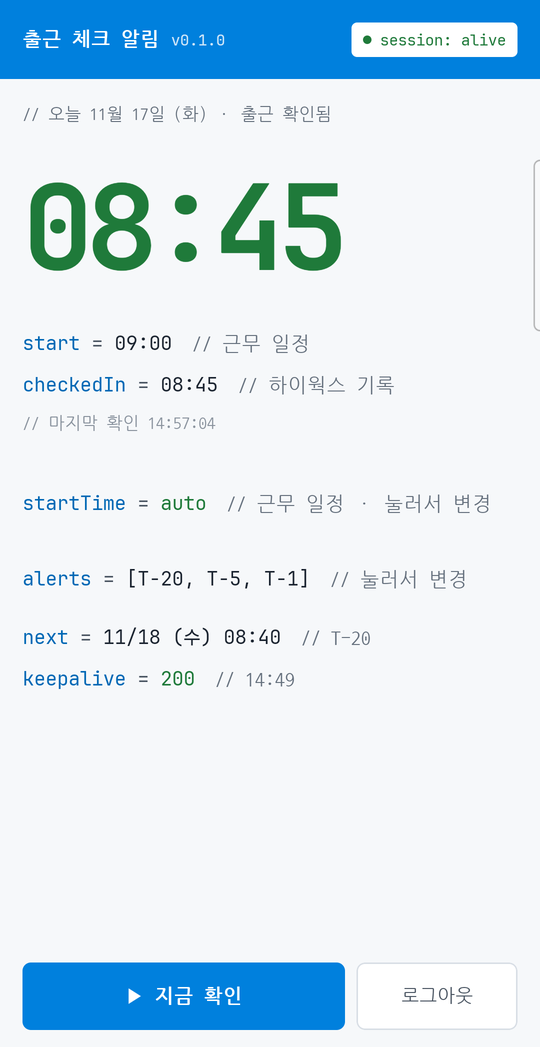 출근 체크 알림 v0.1.0
● session: alive
// 오늘 11월 17일 (화) · 출근 확인됨
08:45
start = 09:00 // 근무 일정
checkedIn = 08:45 // 하이웍스 기록
// 마지막 확인 14:57:04
startTime = auto // 근무 일정 · 눌러서 변경
alerts = [T-20, T-5, T-1] // 눌러서 변경
next = 11/18 (수) 08:40 // T-20
keepalive = 200 // 14:49
▶ 지금 확인
로그아웃